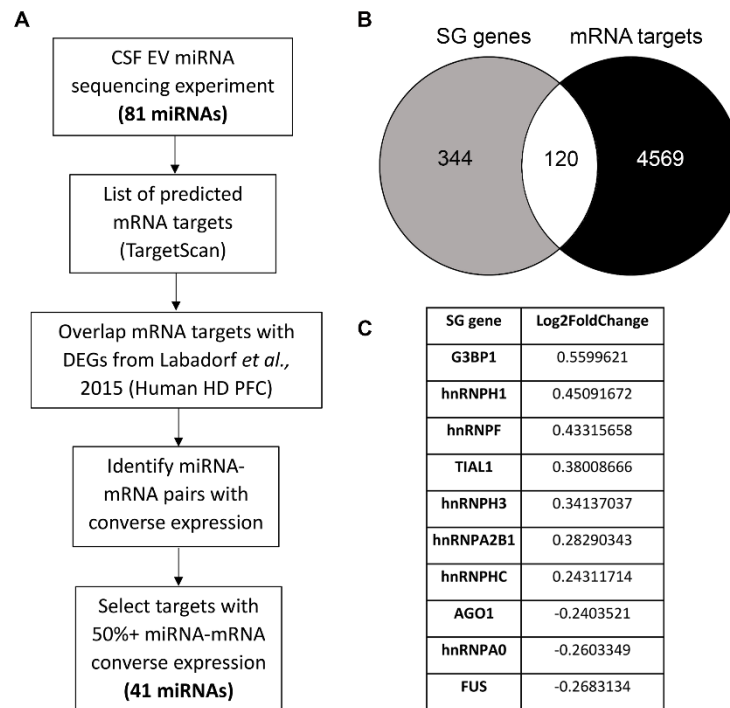 A
CSF EV miRNA
sequencing experiment
(81 miRNAs)
List of predicted
mRNA targets
(TargetScan)
Overlap mRNA targets with
DEGs from Labadorf et al.,
2015 (Human HD PFC)
Identify miRNA-
mRNA pairs with
converse expression
Select targets with
50%+ miRNA-mRNA
converse expression
(41 miRNAs)
B
SG genes mRNA targets
344 120 4569
C
SG gene Log2FoldChange
G3BP1 0.5599621
hnRNPH1 0.45091672
hnRNPF 0.43315658
TIAL1 0.38008666
hnRNPH3 0.34137037
hnRNPA2B1 0.28290343
hnRNPHC 0.24311714
AGO1 -0.2403521
hnRNPA0 -0.2603349
FUS -0.2683134